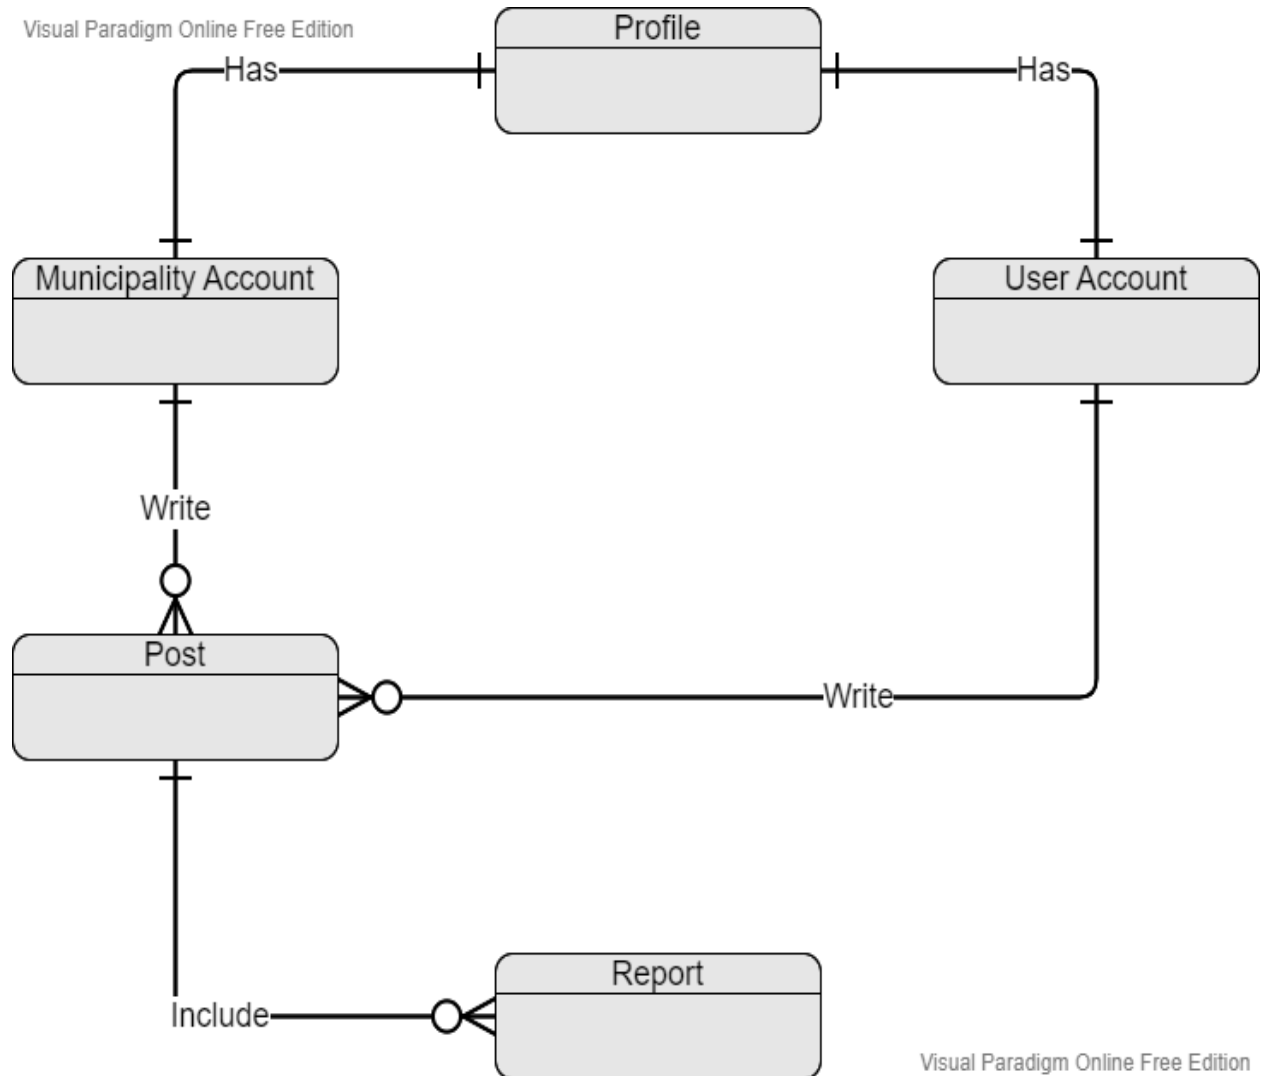 Visual Paradigm Online Free Edition
Profile
Has
Has
Municipality Account
User Account
Write
Post
Write
Report
Include
Visual Paradigm Online Free Edition